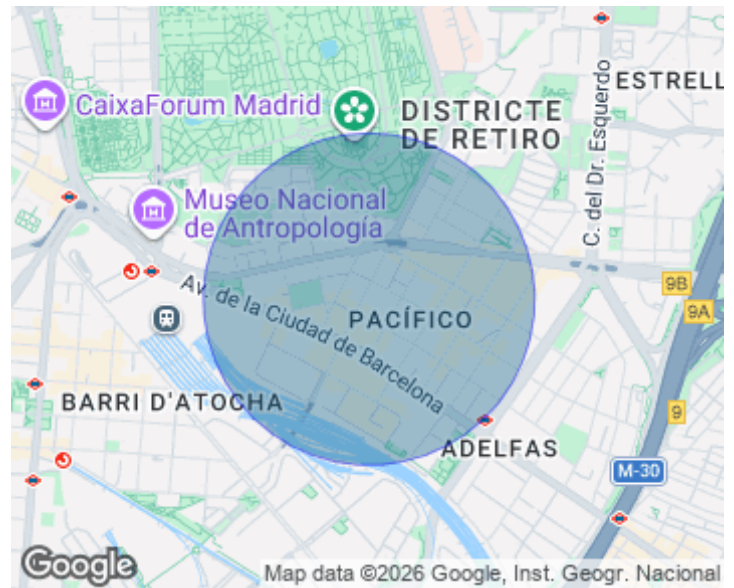 ESTRELL
CaixaForum Madrid
DISTRICTE
DE RETIRO
C. del Dr. Esquerdo
Museo Nacional
de Antropología
9B
9A
Av. de la Ciudad de Barcelona
PACÍFICO
BARRI D'ATOCHA
9
ADELFAS
M-30
Google
Map data ©2026 Google, Inst. Geogr. Nacional